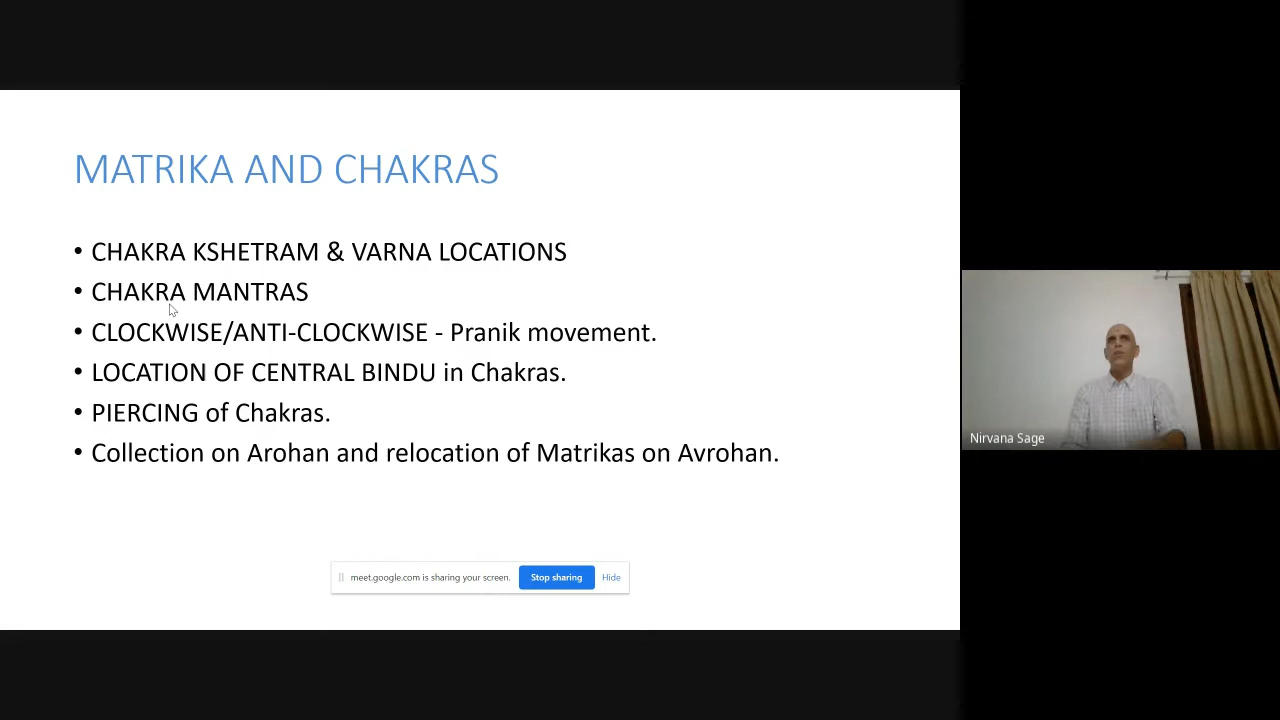 MATRIKA AND CHAKRAS
• CHAKRA KSHETRAM & VARNA LOCATIONS
• CHAKRA MANTRAS
• CLOCKWISE/ANTI-CLOCKWISE - Pranik movement.
• LOCATION OF CENTRAL BINDU in Chakras.
• PIERCING of Chakras.
• Collection on Arohan and relocation of Matrikas on Avrohan.
meet.google.com is sharing your screen. Stop sharing Hide
Nirvana Sage